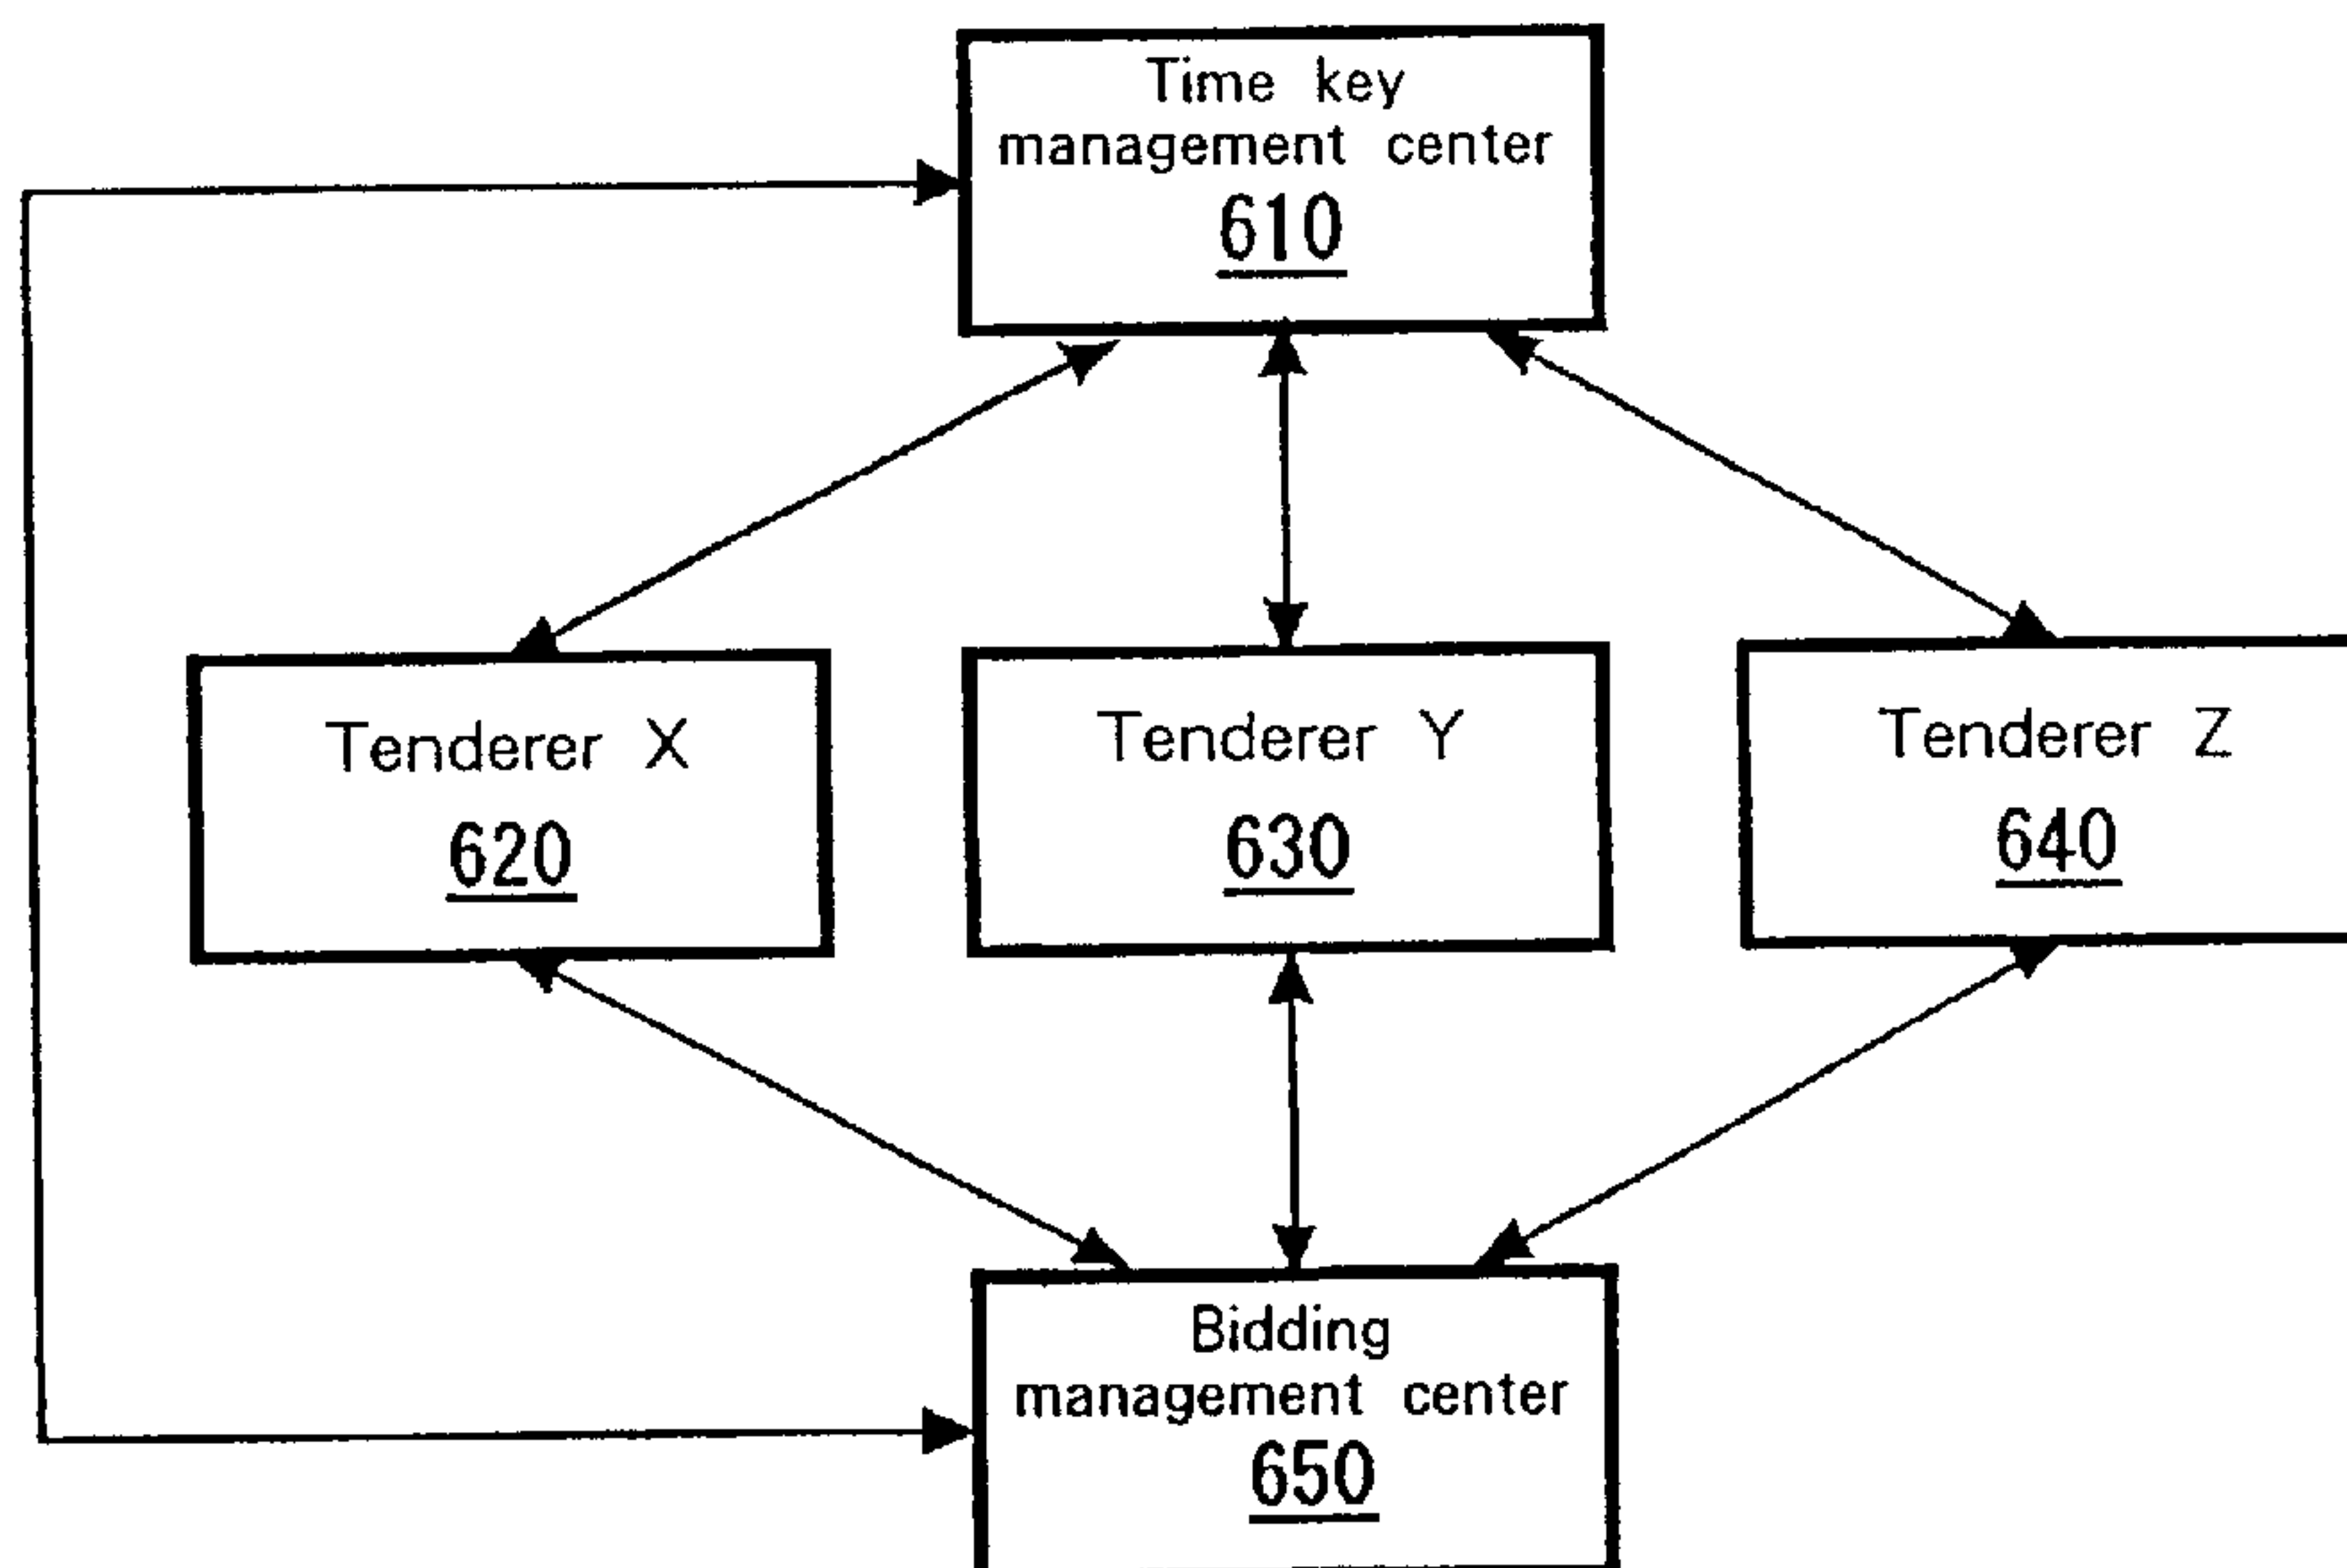 Time key
management center
610
Tenderer X
620
Tenderer Y
630
Tenderer Z
640
Bidding
management center
650